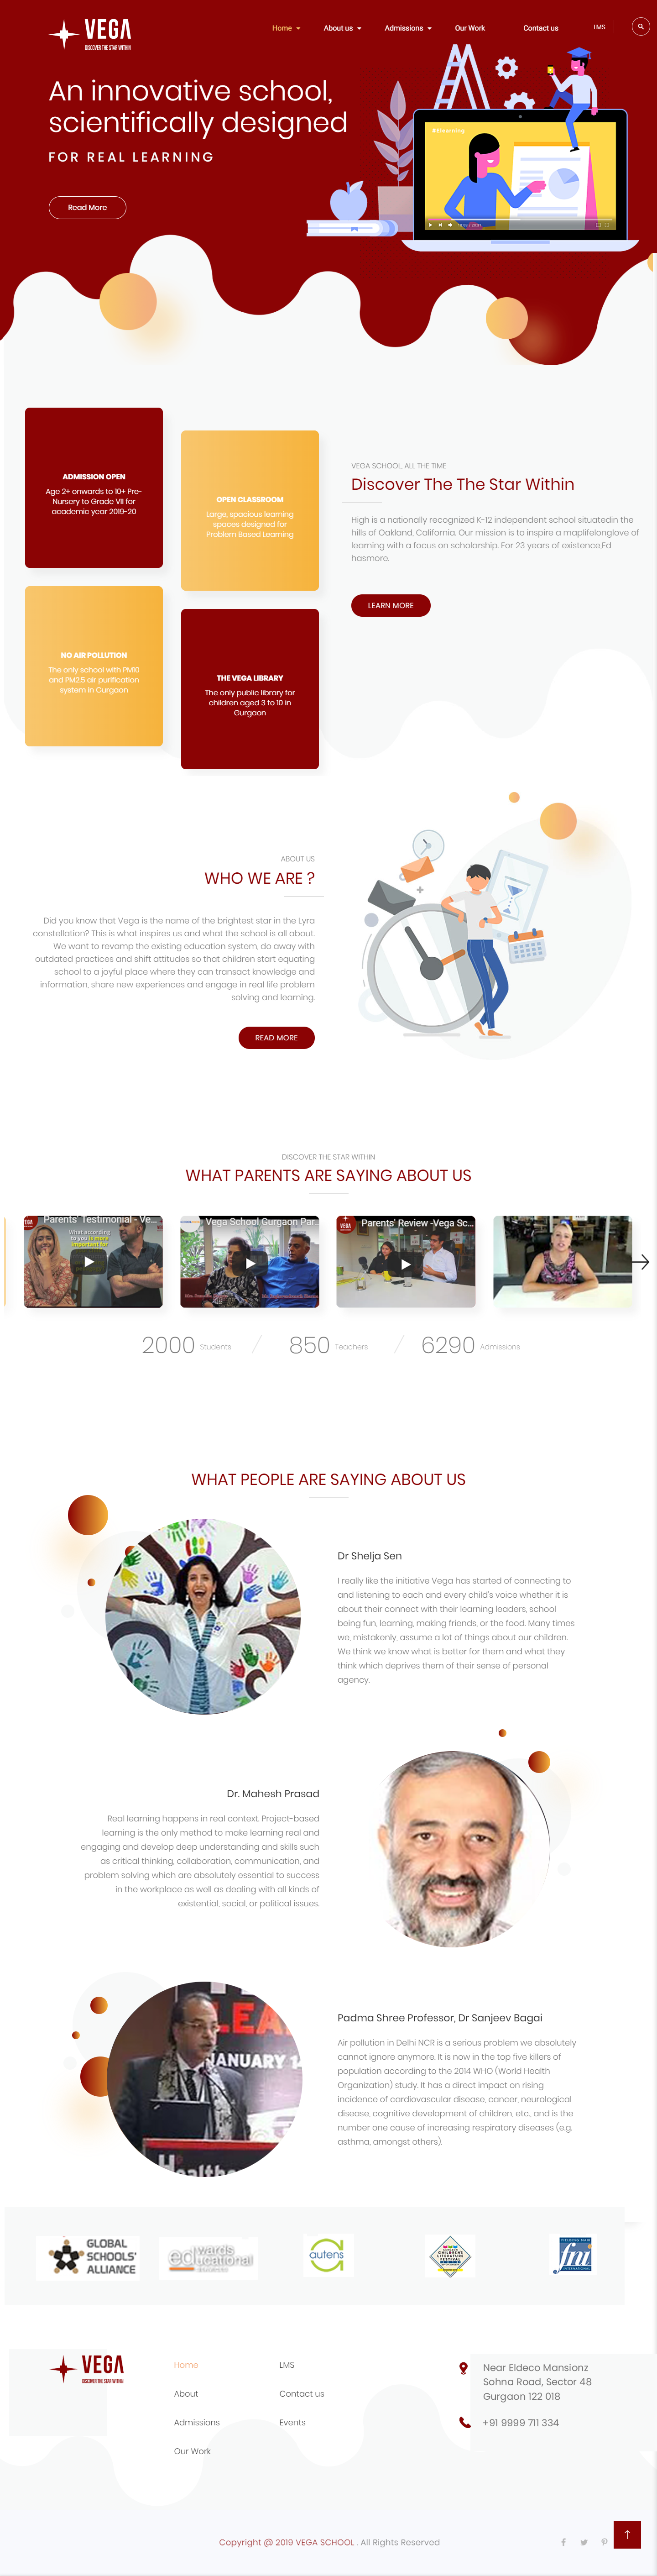 VEGA
DISCOVER THE STAR WITHIN
Home
About us
Admissions
Our Work
Contact us
LMS
An innovative school,
scientifically designed
FOR REAL LEARNING
Read More
#Elearning
ADMISSION OPEN
Age 2+ onwards to 10+ Pre-
Nursery to Grade VII for
academic year 2019-20
OPEN CLASSROOM
Large, spacious learning
spaces designed for
Problem Based Learning
NO AIR POLLUTION
The only school with PM10
and PM2.5 air purification
system in Gurgaon
THE VEGA LIBRARY
The only public library for
children aged 3 to 10 in
Gurgaon
VEGA SCHOOL, ALL THE TIME
Discover The The Star Within
High is a nationally recognized K-12 independent school situatedin the
hills of Oakland, California. Our mission is to inspire a maplifelonglove of
learning with a focus on scholarship. For 23 years of existence,Ed
hasmore.
LEARN MORE
ABOUT US
WHO WE ARE ?
Did you know that Vega is the name of the brightest star in the Lyra
constellation? This is what inspires us and what the school is all about.
We want to revamp the existing education system, do away with
outdated practices and shift attitudes so that children start equating
school to a joyful place where they can transact knowledge and
information, share new experiences and engage in real life problem
solving and learning.
READ MORE
DISCOVER THE STAR WITHIN
WHAT PARENTS ARE SAYING ABOUT US
Parents' Testimonial - Ve...
What according
to you is more
important for
Vega School Gurgaon Par...
Parents' Review -Vega Sc...
2000 Students
850 Teachers
6290 Admissions
WHAT PEOPLE ARE SAYING ABOUT US
Dr Shelja Sen
I really like the initiative Vega has started of connecting to
and listening to each and every child's voice whether it is
about their connect with their learning leaders, school
being fun, learning, making friends, or the food. Many times
we, mistakenly, assume a lot of things about our children.
We think we know what is better for them and what they
think which deprives them of their sense of personal
agency.
Dr. Mahesh Prasad
Real learning happens in real context. Project-based
learning is the only method to make learning real and
engaging and develop deep understanding and skills such
as critical thinking, collaboration, communication, and
problem solving which are absolutely essential to success
in the workplace as well as dealing with all kinds of
existential, social, or political issues.
Padma Shree Professor, Dr Sanjeev Bagai
Air pollution in Delhi NCR is a serious problem we absolutely
cannot ignore anymore. It is now in the top five killers of
population according to the 2014 WHO (World Health
Organization) study. It has a direct impact on rising
incidence of cardiovascular disease, cancer, neurological
disease, cognitive development of children, etc., and is the
number one cause of increasing respiratory diseases (e.g.
asthma, amongst others).
GLOBAL
SCHOOLS'
ALLIANCE
edwards
educational
autens
CHILDREN'S
LITERATURE
FESTIVAL
FIELDING NAIR
fni
INTERNATIONAL
VEGA
DISCOVER THE STAR WITHIN
Home
About
Admissions
Our Work
LMS
Contact us
Events
Near Eldeco Mansionz
Sohna Road, Sector 48
Gurgaon 122 018
+91 9999 711 334
Copyright @ 2019 VEGA SCHOOL . All Rights Reserved